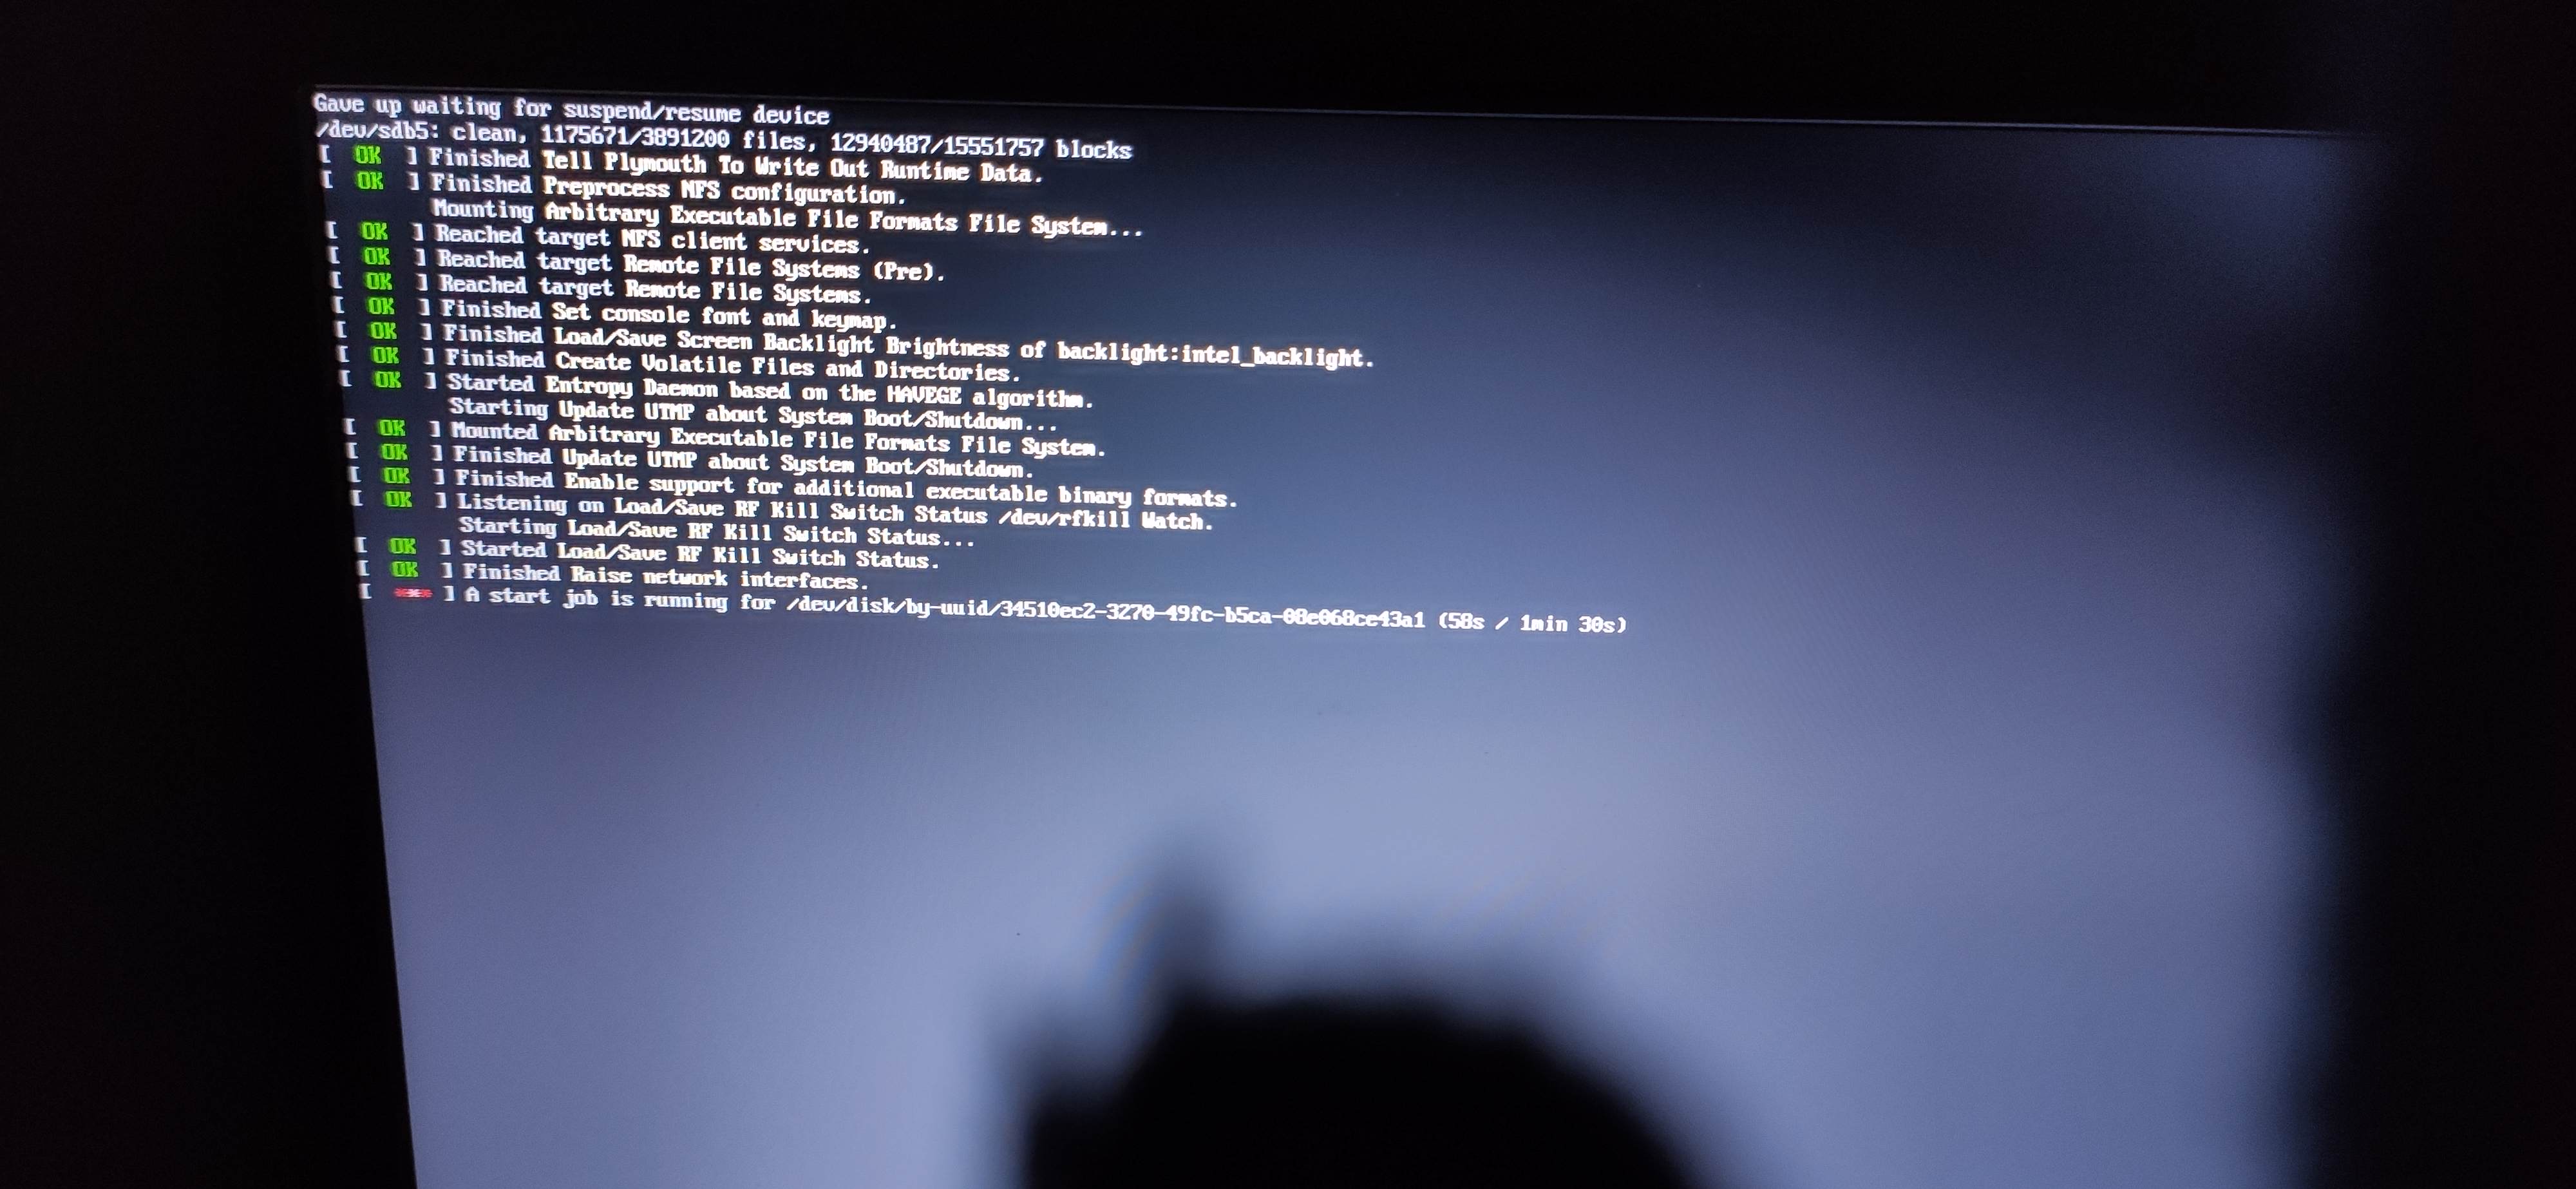 Gave up waiting for suspend/resume device
/dev/sdb5: clean, 1175671/3891200 files, 12940487/15551757 blocks
[ OK ] Finished Tell Plymouth To Write Out Runtime Data.
[ OK ] Finished Preprocess NFS configuration.
Mounting Arbitrary Executable File Formats File System...
[ OK ] Reached target NFS client services.
[ OK ] Reached target Remote File Systems (Pre).
[ OK ] Reached target Remote File Systems.
[ OK ] Finished Set console font and keymap.
[ OK ] Finished Load/Save Screen Backlight Brightness of backlight:intel_backlight.
[ OK ] Finished Create Volatile Files and Directories.
[ OK ] Started Entropy Daemon based on the HAVEGE algorithm.
Starting Update UTMP about System Boot/Shutdown...
[ OK ] Mounted Arbitrary Executable File Formats File System.
[ OK ] Finished Update UTMP about System Boot/Shutdown.
[ OK ] Finished Enable support for additional executable binary formats.
[ OK ] Listening on Load/Save RF Kill Switch Status /dev/rfkill Watch.
Starting Load/Save RF Kill Switch Status...
[ OK ] Started Load/Save RF Kill Switch Status.
[ OK ] Finished Raise network interfaces.
[ *** ] A start job is running for /dev/disk/by-uuid/34510ec2-3270-49fc-b5ca-08e068ce43a1 (58s / 1min 30s)